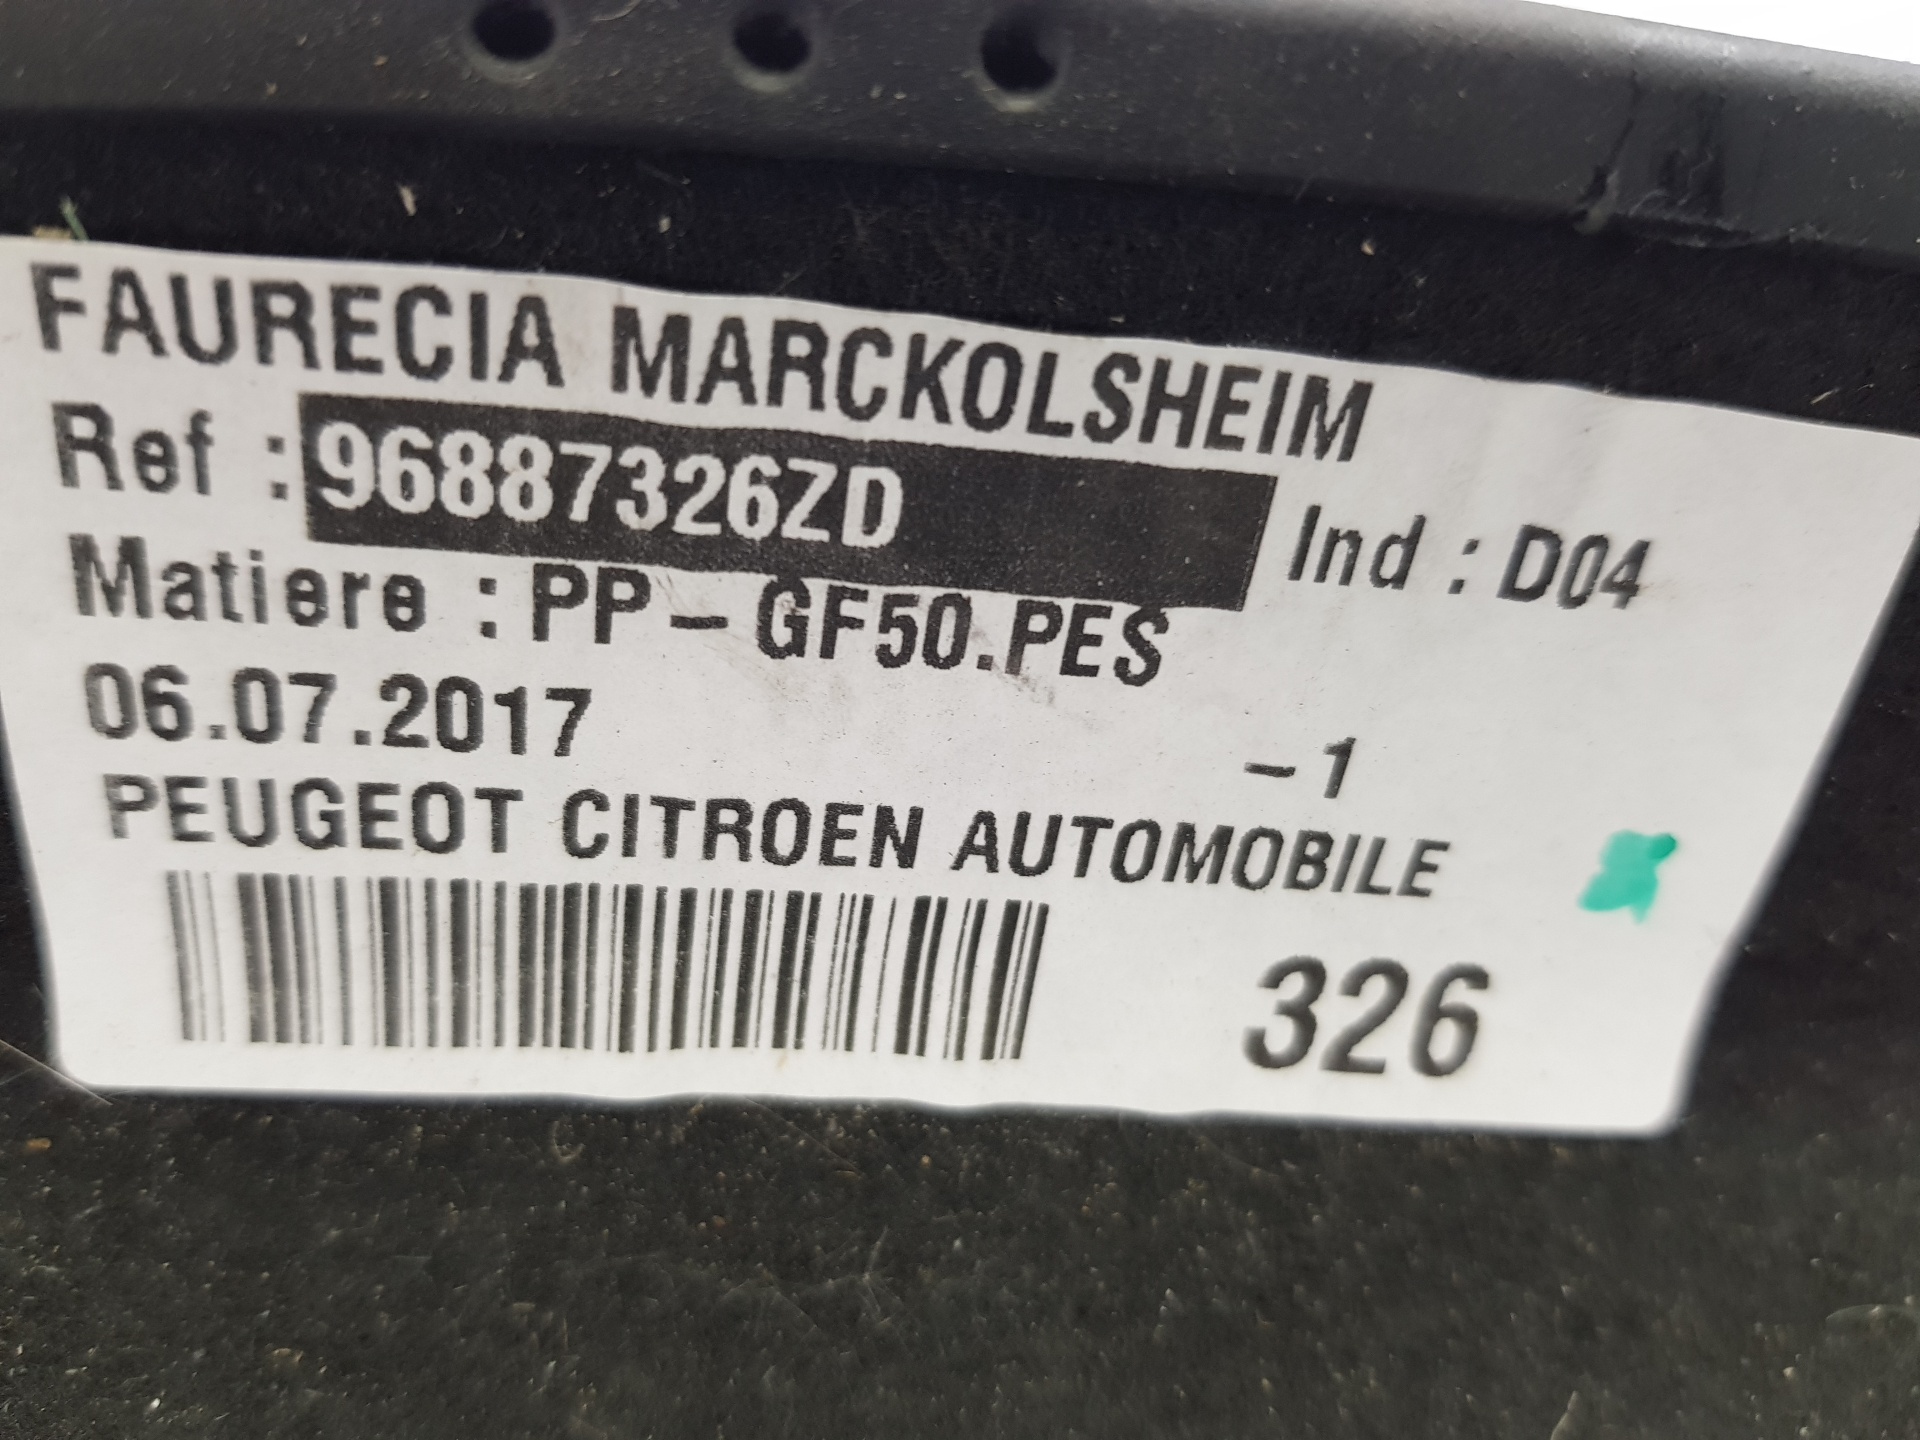 FAURECIA MARCKOLSHEIM
Ref : 96887326ZD Ind : D04
Matiere : PP - GF50.PES
06.07.2017 - 1
PEUGEOT CITROEN AUTOMOBILE
326